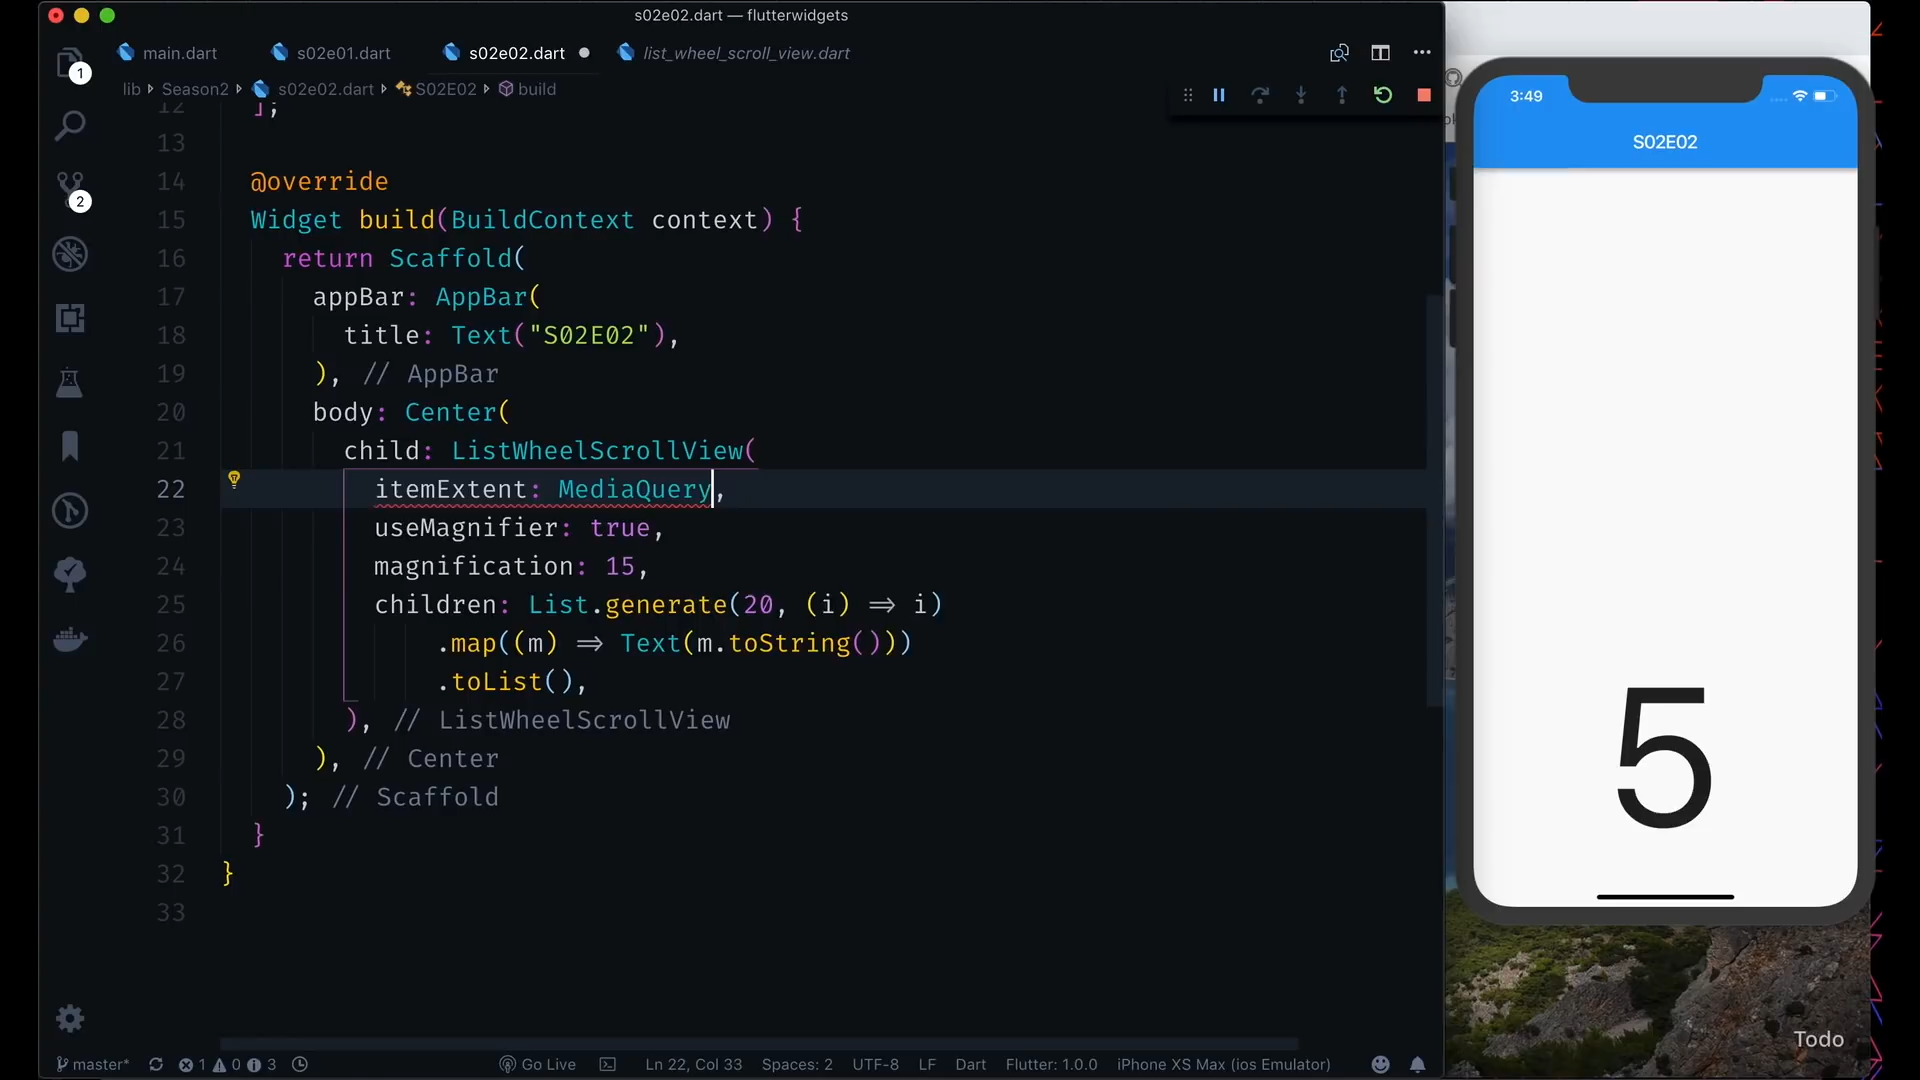 s02e02.dart — flutterwidgets
main.dart
s02e01.dart
s02e02.dart
list_wheel_scroll_view.dart
lib
Season2
s02e02.dart
S02E02
build
12 ];
13
14 @override
15 Widget build(BuildContext context) {
16 return Scaffold(
17 appBar: AppBar(
18 title: Text("S02E02"),
19 ), // AppBar
20 body: Center(
21 child: ListWheelScrollView(
22 itemExtent: MediaQuery,
23 useMagnifier: true,
24 magnification: 15,
25 children: List.generate(20, (i) => i)
26 .map((m) => Text(m.toString()))
27 .toList(),
28 ), // ListWheelScrollView
29 ), // Center
30 ); // Scaffold
31 }
32 }
33
1
2
master*
1
0
3
Go Live
Ln 22, Col 33
Spaces: 2
UTF-8
LF
Dart
Flutter: 1.0.0
iPhone XS Max (ios Emulator)
3:49
S02E02
5
Todo